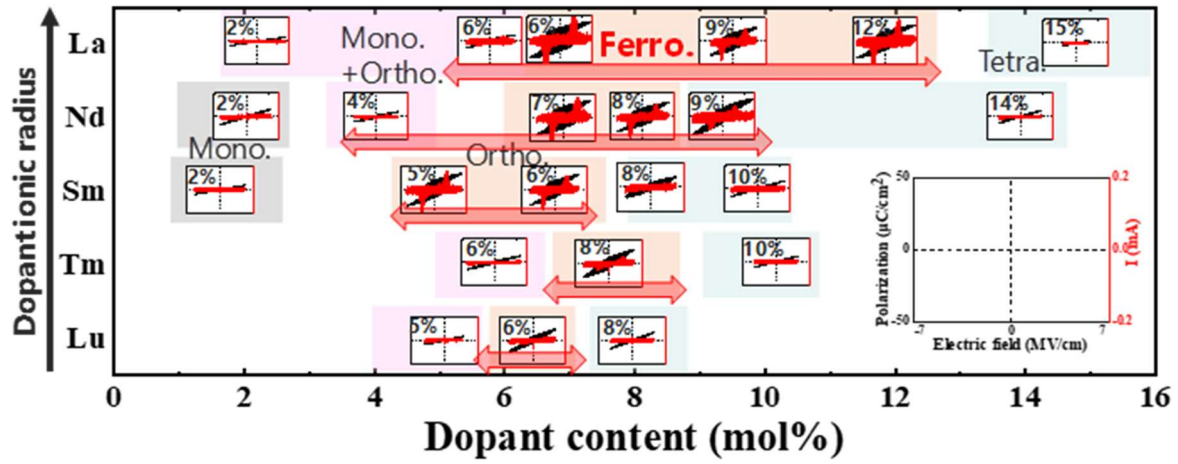 Dopantionic radius
La
2%
Mono.
+Ortho.
6%
6%
Ferro.
9%
12%
15%
Tetra.
Nd
2%
4%
7%
8%
9%
14%
Mono.
Ortho.
Sm
2%
5%
6%
8%
10%
Tm
6%
8%
10%
Lu
5%
6%
8%
Polarization (μC/cm²)
50
0
-50
-7
0
7
Electric field (MV/cm)
0.2
0.0
-0.2
I (mA)
0
2
4
6
8
10
12
14
16
Dopant content (mol%)